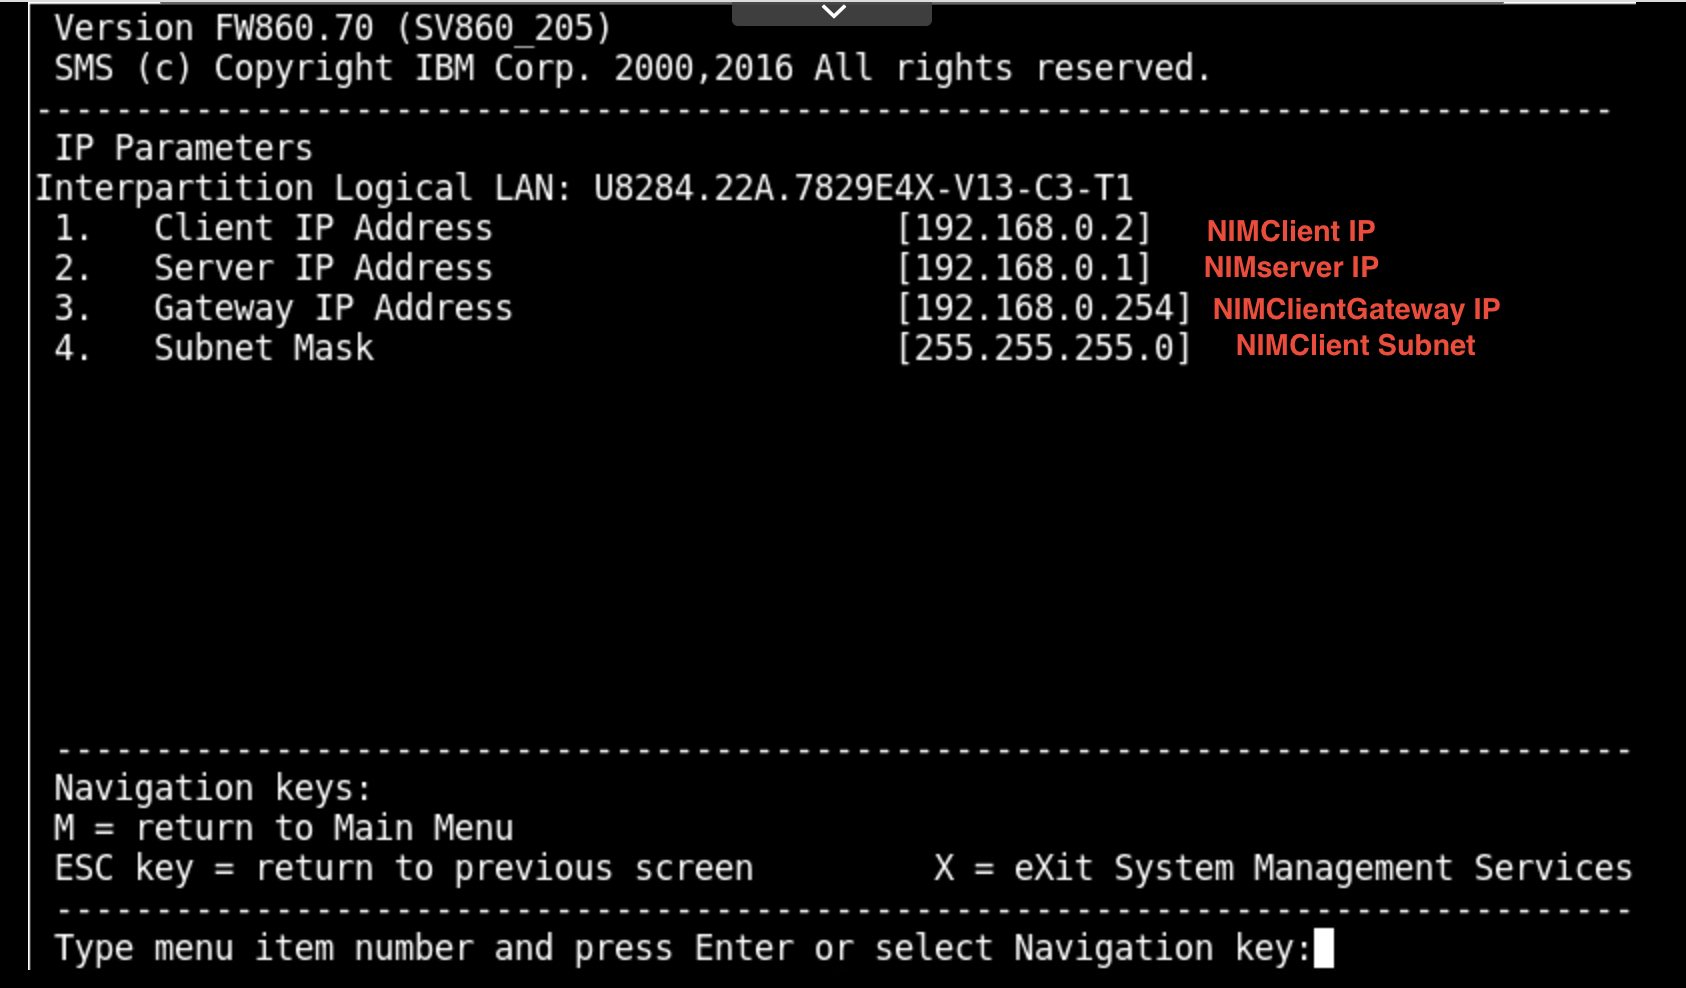 Version FW860.70 (SV860_205)
SMS (c) Copyright IBM Corp. 2000,2016 All rights reserved.
-------------------------------------------------------------------------------
IP Parameters
Interpartition Logical LAN: U8284.22A.7829E4X-V13-C3-T1
1.   Client IP Address                    [192.168.0.2]   NIMClient IP
2.   Server IP Address                    [192.168.0.1]   NIMserver IP
3.   Gateway IP Address                   [192.168.0.254] NIMClientGateway IP
4.   Subnet Mask                          [255.255.255.0]   NIMClient Subnet
-------------------------------------------------------------------------------
Navigation keys:
M = return to Main Menu
ESC key = return to previous screen         X = eXit System Management Services
-------------------------------------------------------------------------------
Type menu item number and press Enter or select Navigation key: